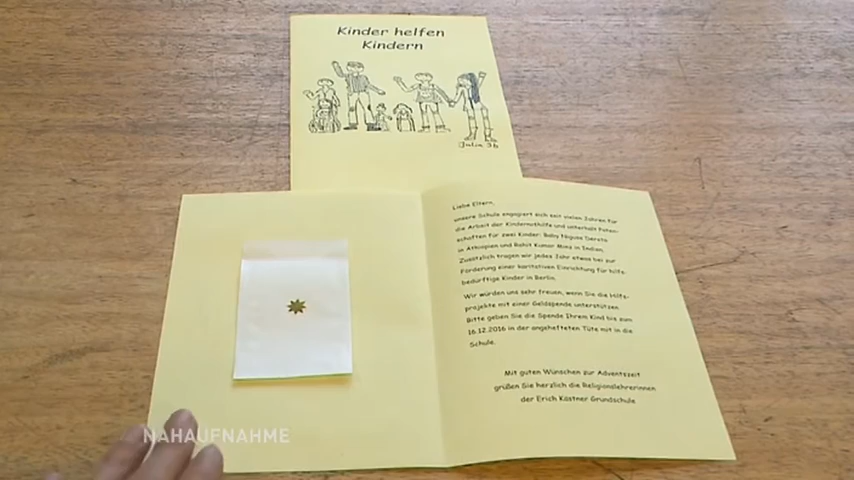 Kinder helfen
Kindern
Julia 3b
Liebe Eltern,
unsere Schule engagiert sich seit vielen Jahren für
die Arbeit der Kindernothilfe und unterhält Paten-
schaften für zwei Kinder: Baby
in Äthiopien und Rohit Kumar Minz in Indien.
Zusätzlich tragen wir jedes Jahr etwas bei zur
Förderung einer karitativen Einrichtung für hilfs-
bedürftige Kinder in Berlin.
Wir würden uns sehr freuen, wenn Sie die Hilfs-
projekte mit einer Geldspende unterstützen.
Bitte geben Sie die Spende Ihrem Kind bis zum
16.12.2016 in der angehefteten Tüte mit in die
Schule.
Mit guten Wünschen zur Adventszeit
grüßen Sie herzlich die Religionslehrerinnen
der Erich Kästner Grundschule
NAHAUFNAHME